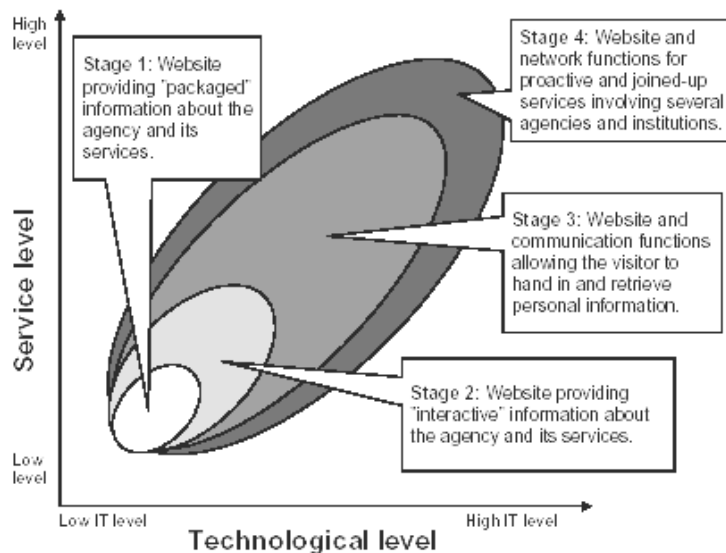 High
level
Stage 1: Website
providing "packaged"
information about the
agency and its
services.
Stage 4: Website and
network functions for
proactive and joined-up
services involving several
agencies and institutions.
Stage 3: Website and
communication functions
allowing the visitor to
hand in and retrieve
personal information.
Stage 2: Website providing
"interactive" information about
the agency and its services.
Service level
Low
level
Low IT level
High IT level
Technological level